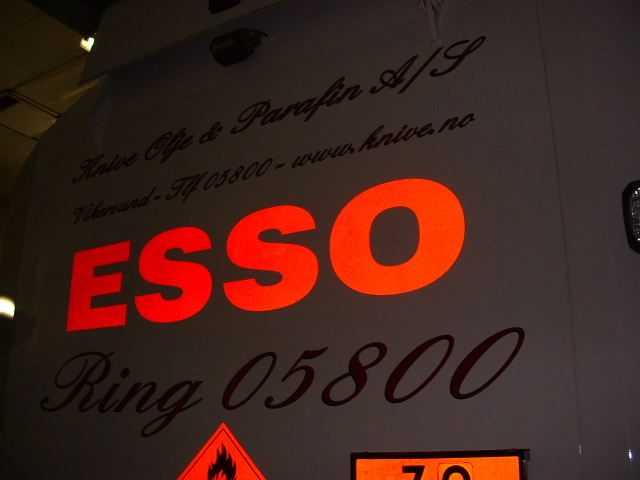 Knive Olje & Parafin A/S
Vikersund - Tlf 05800 - www.knive.no
ESSO
Ring 05800